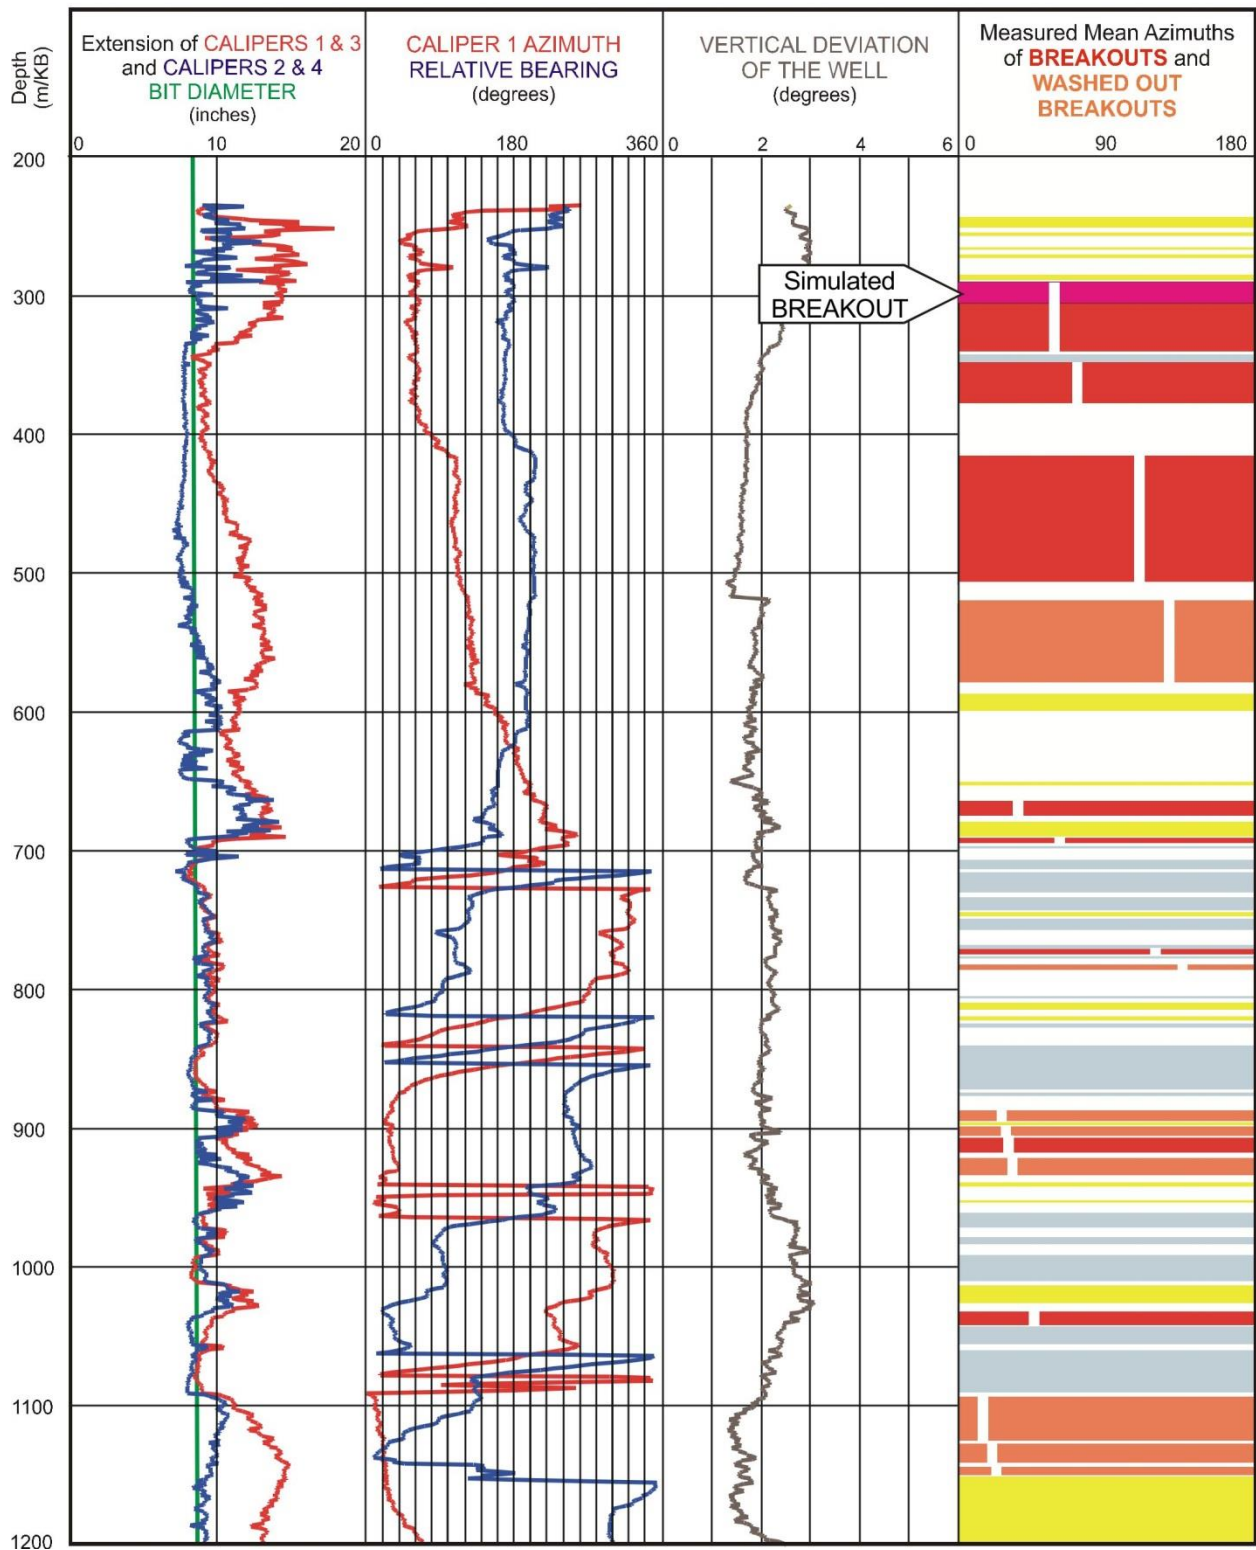 Depth
(m/KB)
Extension of CALIPERS 1 & 3
and CALIPERS 2 & 4
BIT DIAMETER
(inches)
CALIPER 1 AZIMUTH
RELATIVE BEARING
(degrees)
VERTICAL DEVIATION
OF THE WELL
(degrees)
Measured Mean Azimuths
of BREAKOUTS and
WASHED OUT
BREAKOUTS
0 10 20 0 180 360 0 2 4 6 0 90 180
200
Simulated
BREAKOUT
300
400
500
600
700
800
900
1000
1100
1200